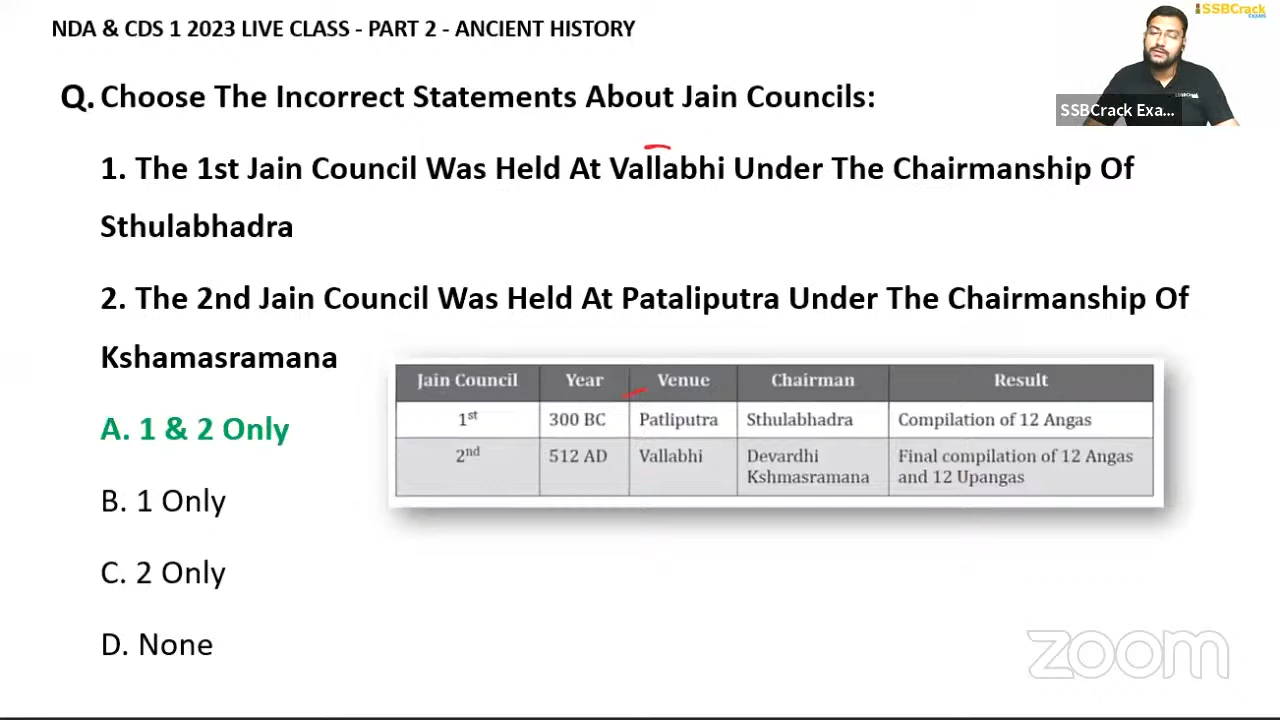 NDA & CDS 1 2023 LIVE CLASS - PART 2 - ANCIENT HISTORY
SSBCrack
EXAMS
SSBCrack Exa...
Q. Choose The Incorrect Statements About Jain Councils:
1. The 1st Jain Council Was Held At Vallabhi Under The Chairmanship Of
Sthulabhadra
2. The 2nd Jain Council Was Held At Pataliputra Under The Chairmanship Of
Kshamasramana
Jain Council Year Venue Chairman Result
1st 300 BC Patliputra Sthulabhadra Compilation of 12 Angas
2nd 512 AD Vallabhi Devardhi Final compilation of 12 Angas
Kshmasramana and 12 Upangas
A. 1 & 2 Only
B. 1 Only
C. 2 Only
D. None
zoom